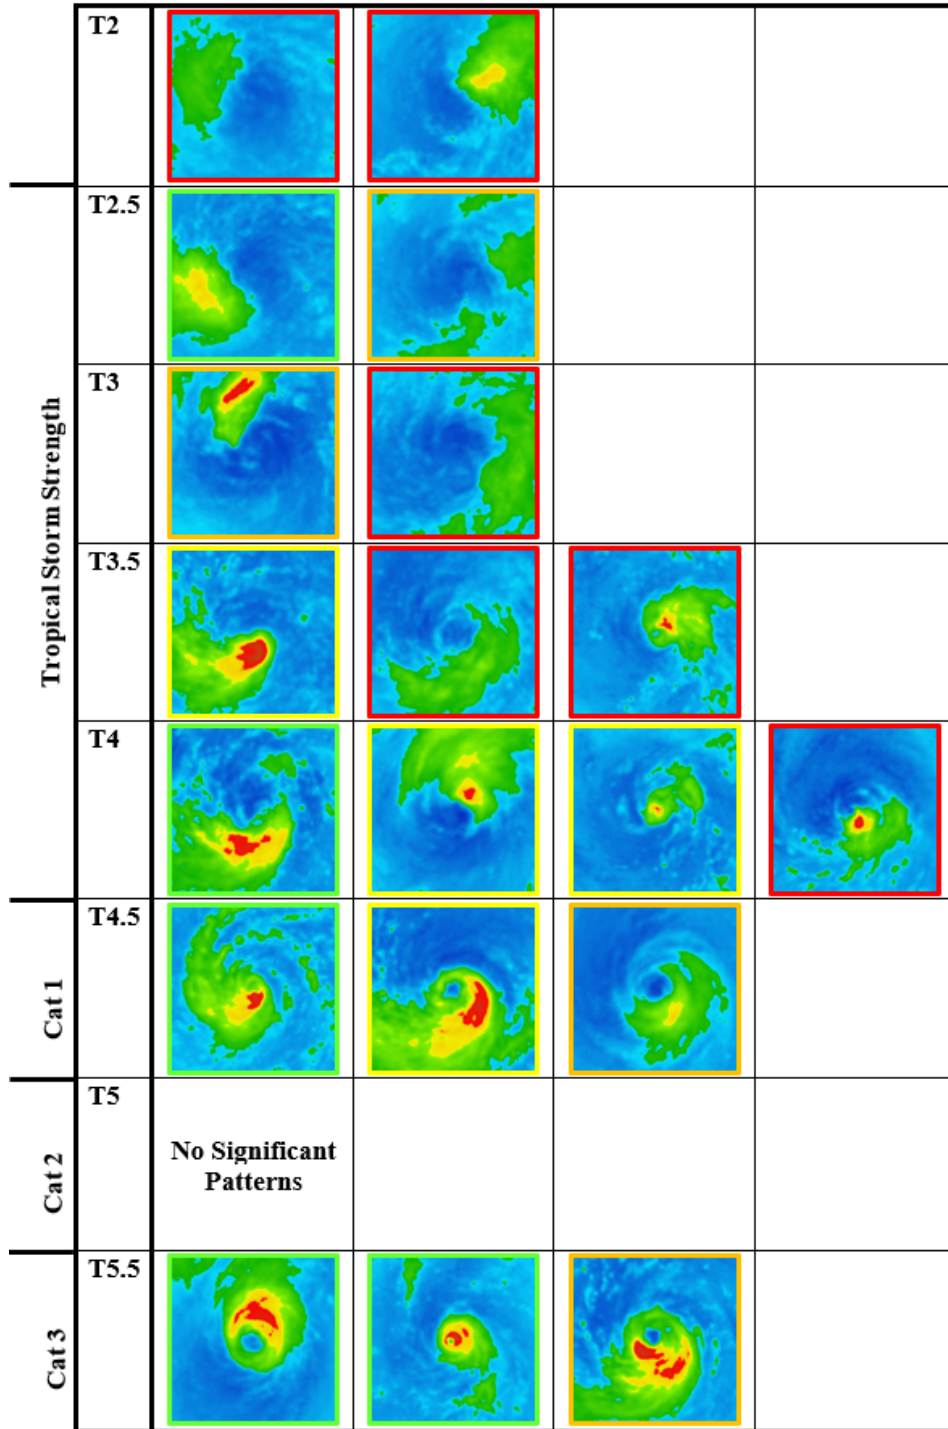 T2
T2.5
T3
Tropical Storm Strength
T3.5
T4
T4.5
Cat 1
T5
Cat 2
No Significant
Patterns
T5.5
Cat 3